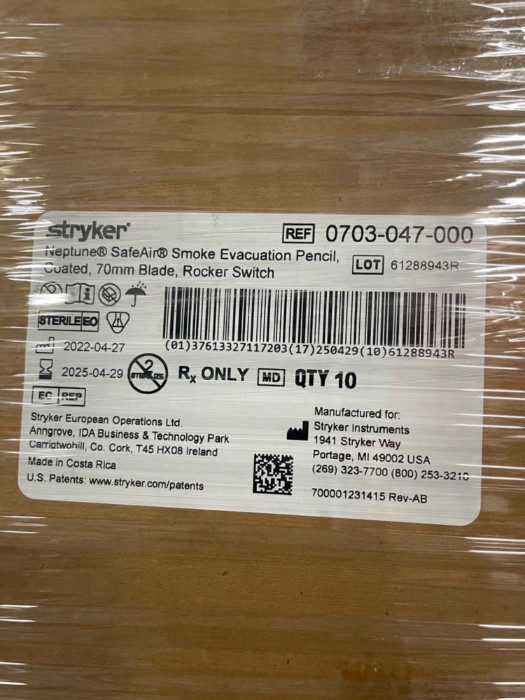 stryker®
REF 0703-047-000
Neptune® SafeAir® Smoke Evacuation Pencil,
Coated, 70mm Blade, Rocker Switch
LOT 61288943R
STERILE EO
(01)37613327117203(17)250429(10)61288943R
2022-04-27
2025-04-29
Rx ONLY MD QTY 10
EC REP
Stryker European Operations Ltd.
Anngrove, IDA Business & Technology Park
Carrigtwohill, Co. Cork, T45 HX08 Ireland
Made in Costa Rica
U.S. Patents: www.stryker.com/patents
Manufactured for:
Stryker Instruments
1941 Stryker Way
Portage, MI 49002 USA
(269) 323-7700 (800) 253-3210
700001231415 Rev-AB